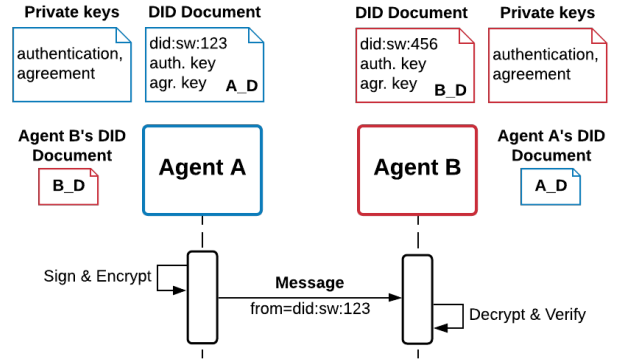 Private keys
DID Document
DID Document
Private keys
authentication,
agreement
did:sw:123
auth. key
agr. key
A_D
did:sw:456
auth. key
agr. key
B_D
authentication,
agreement
Agent B's DID
Document
B_D
Agent A
Agent B
Agent A's DID
Document
A_D
Sign & Encrypt
Message
from=did:sw:123
Decrypt & Verify